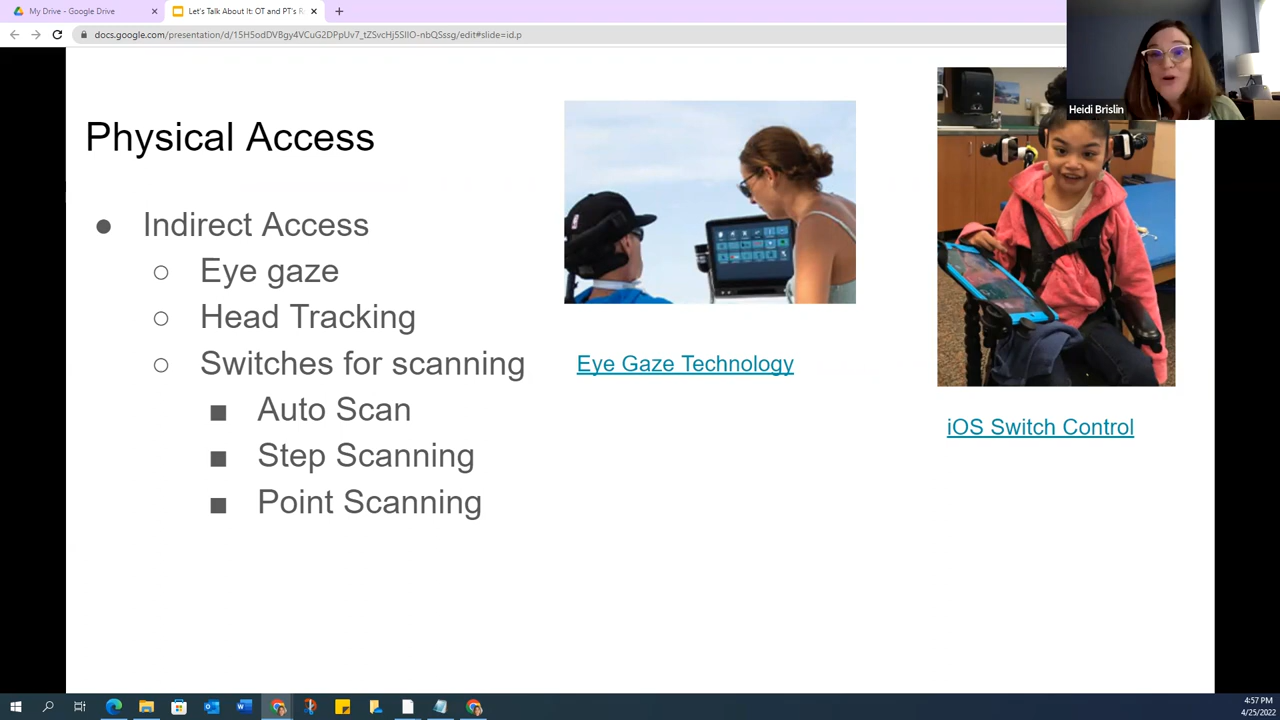 My Drive - Google Drive
Let's Talk About It: OT and PT's R
docs.google.com/presentation/d/15H5odDVBgy4VCuG2DPpUv7_tZSvcHj5SIIO-nbQSssg/edit#slide=id.p
Heidi Brislin
Physical Access
● Indirect Access
○ Eye gaze
○ Head Tracking
○ Switches for scanning
■ Auto Scan
■ Step Scanning
■ Point Scanning
Eye Gaze Technology
iOS Switch Control
4:57 PM
4/25/2022